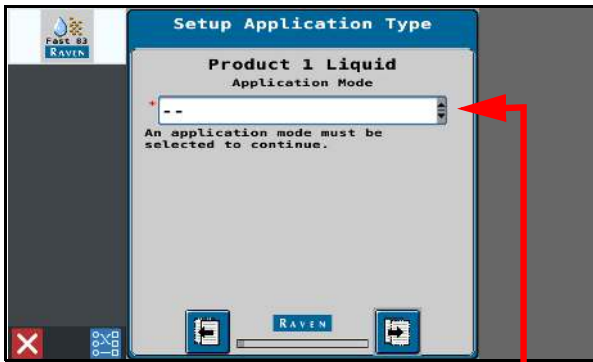 Fast 83
RAVEN
Setup Application Type
Product 1 Liquid
Application Mode
* --
An application mode must be
selected to continue.
RAVEN